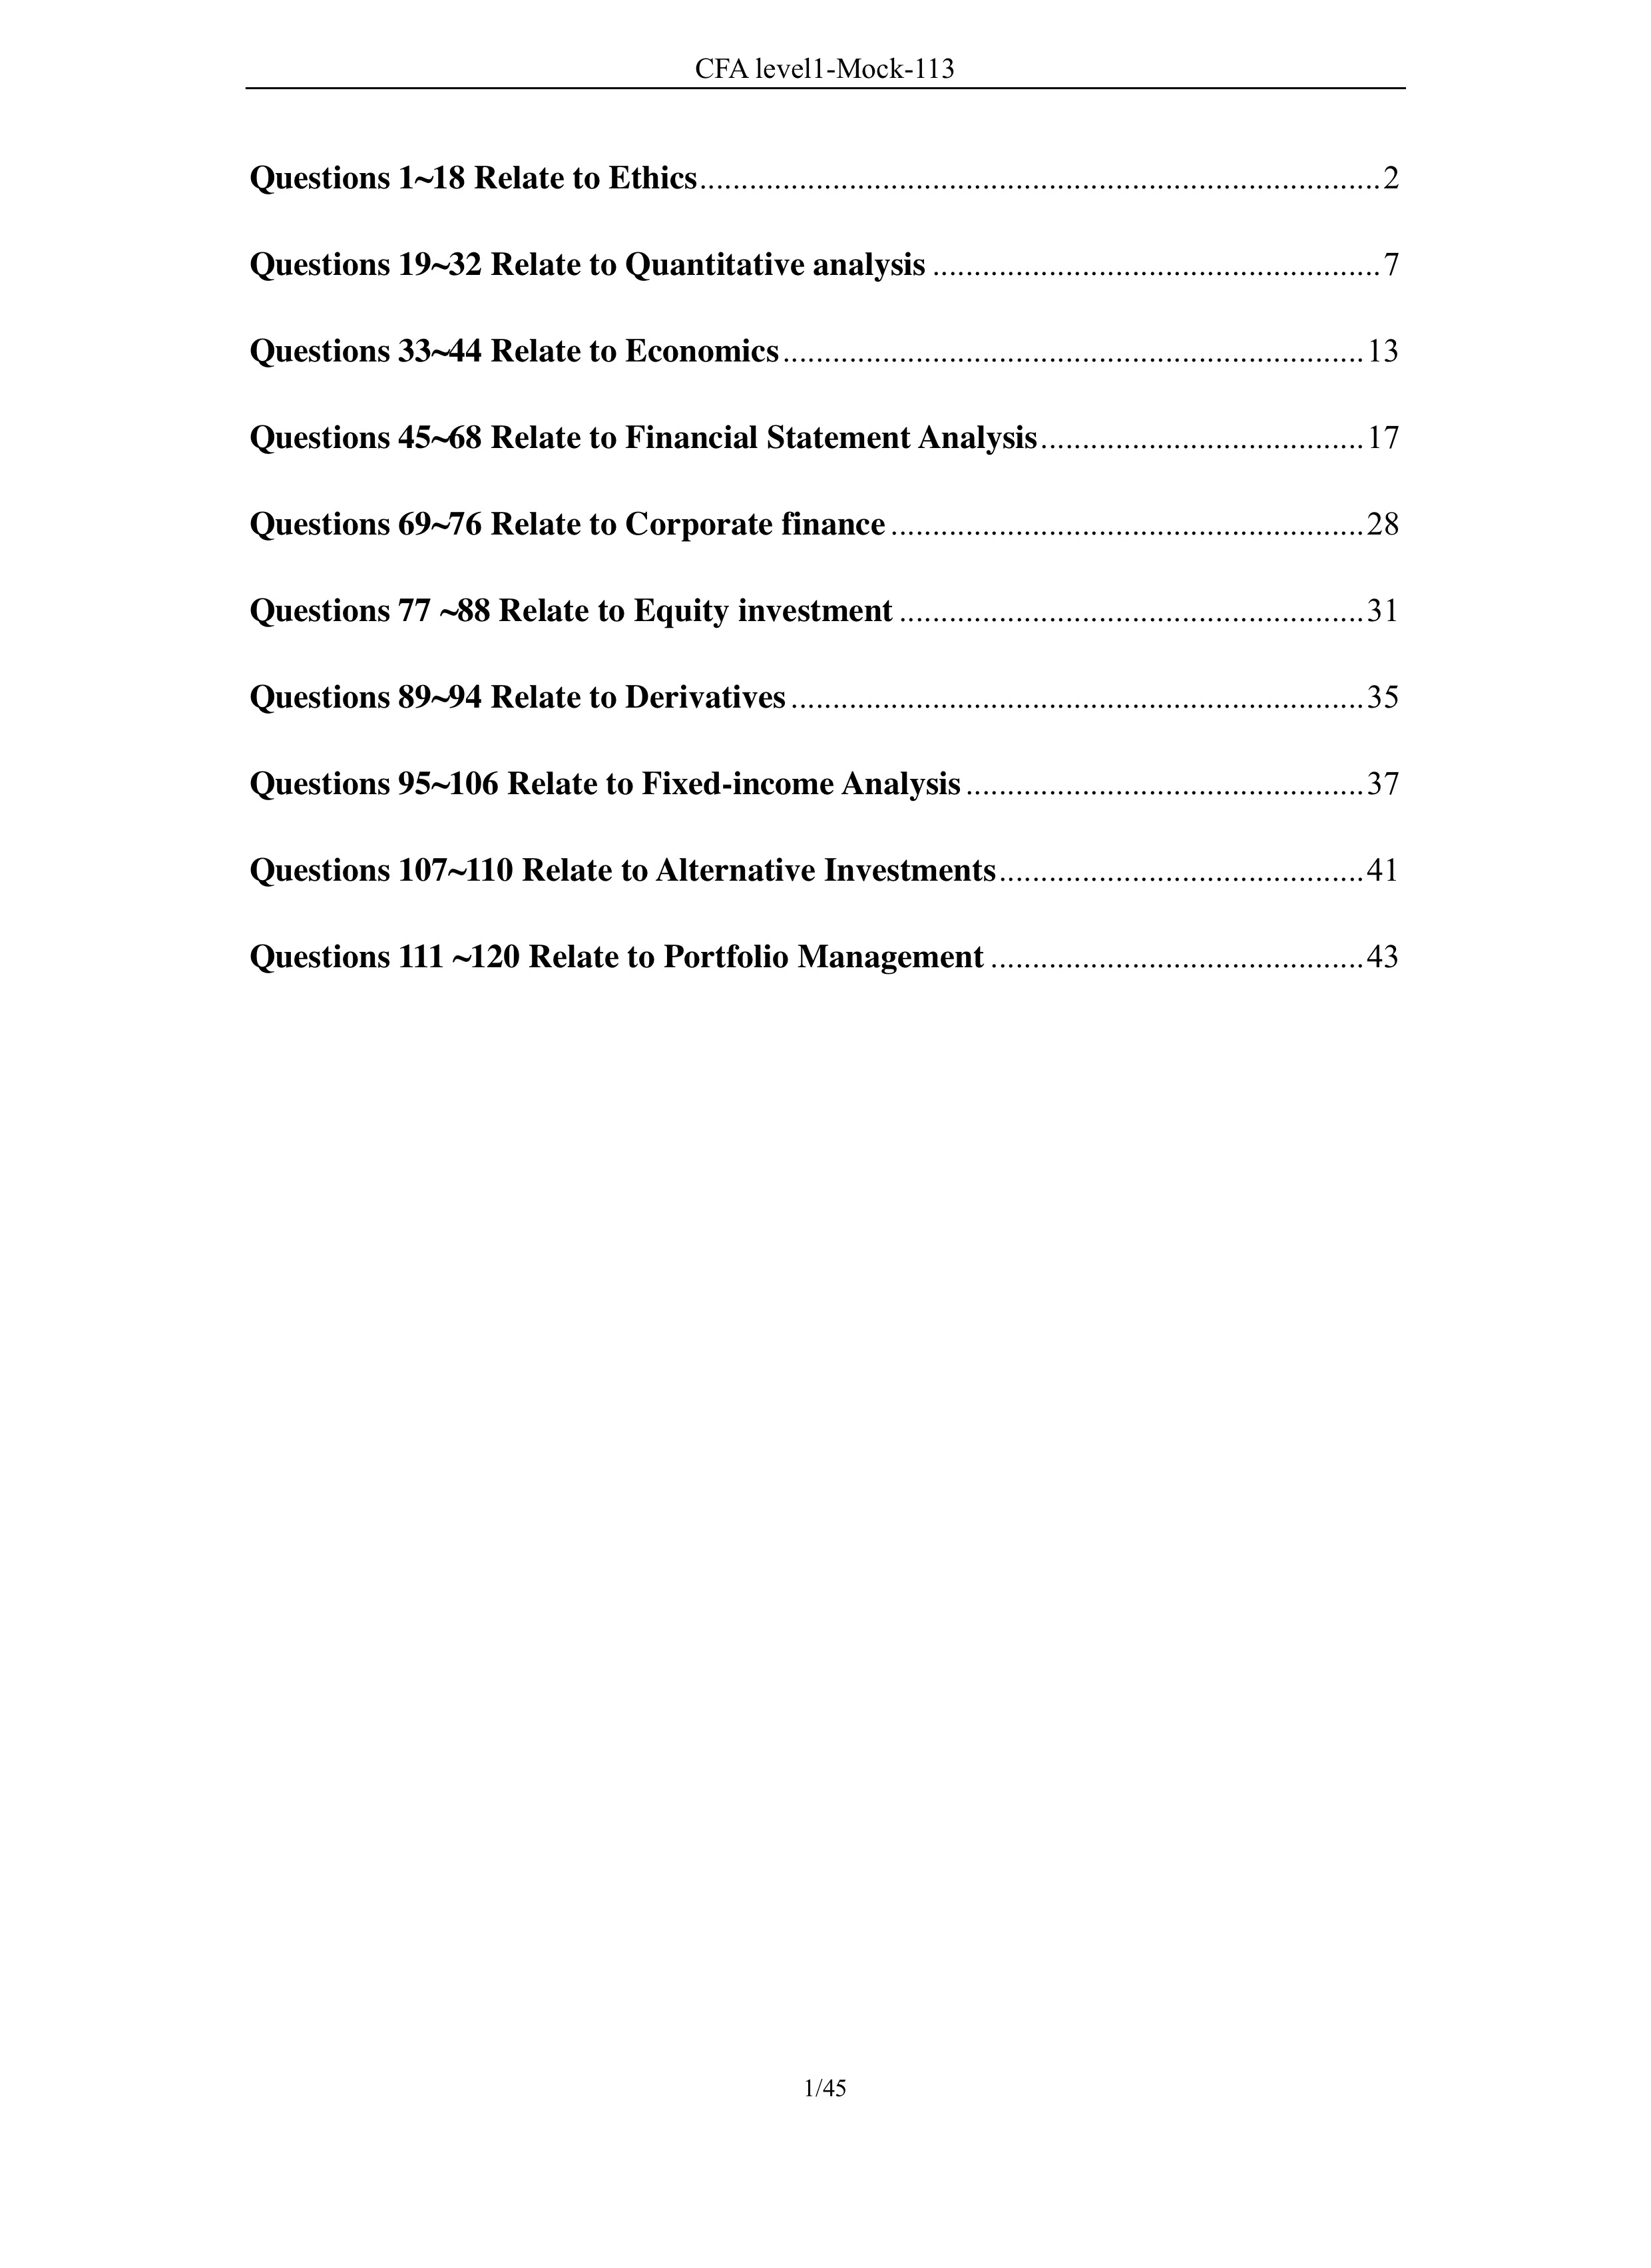 CFA level1-Mock-113
Questions 1~18 Relate to Ethics..................................................................................2
Questions 19~32 Relate to Quantitative analysis ......................................................7
Questions 33~44 Relate to Economics......................................................................13
Questions 45~68 Relate to Financial Statement Analysis.......................................17
Questions 69~76 Relate to Corporate finance .........................................................28
Questions 77 ~88 Relate to Equity investment ........................................................31
Questions 89~94 Relate to Derivatives .....................................................................35
Questions 95~106 Relate to Fixed-income Analysis ................................................37
Questions 107~110 Relate to Alternative Investments............................................41
Questions 111 ~120 Relate to Portfolio Management .............................................43
1/45